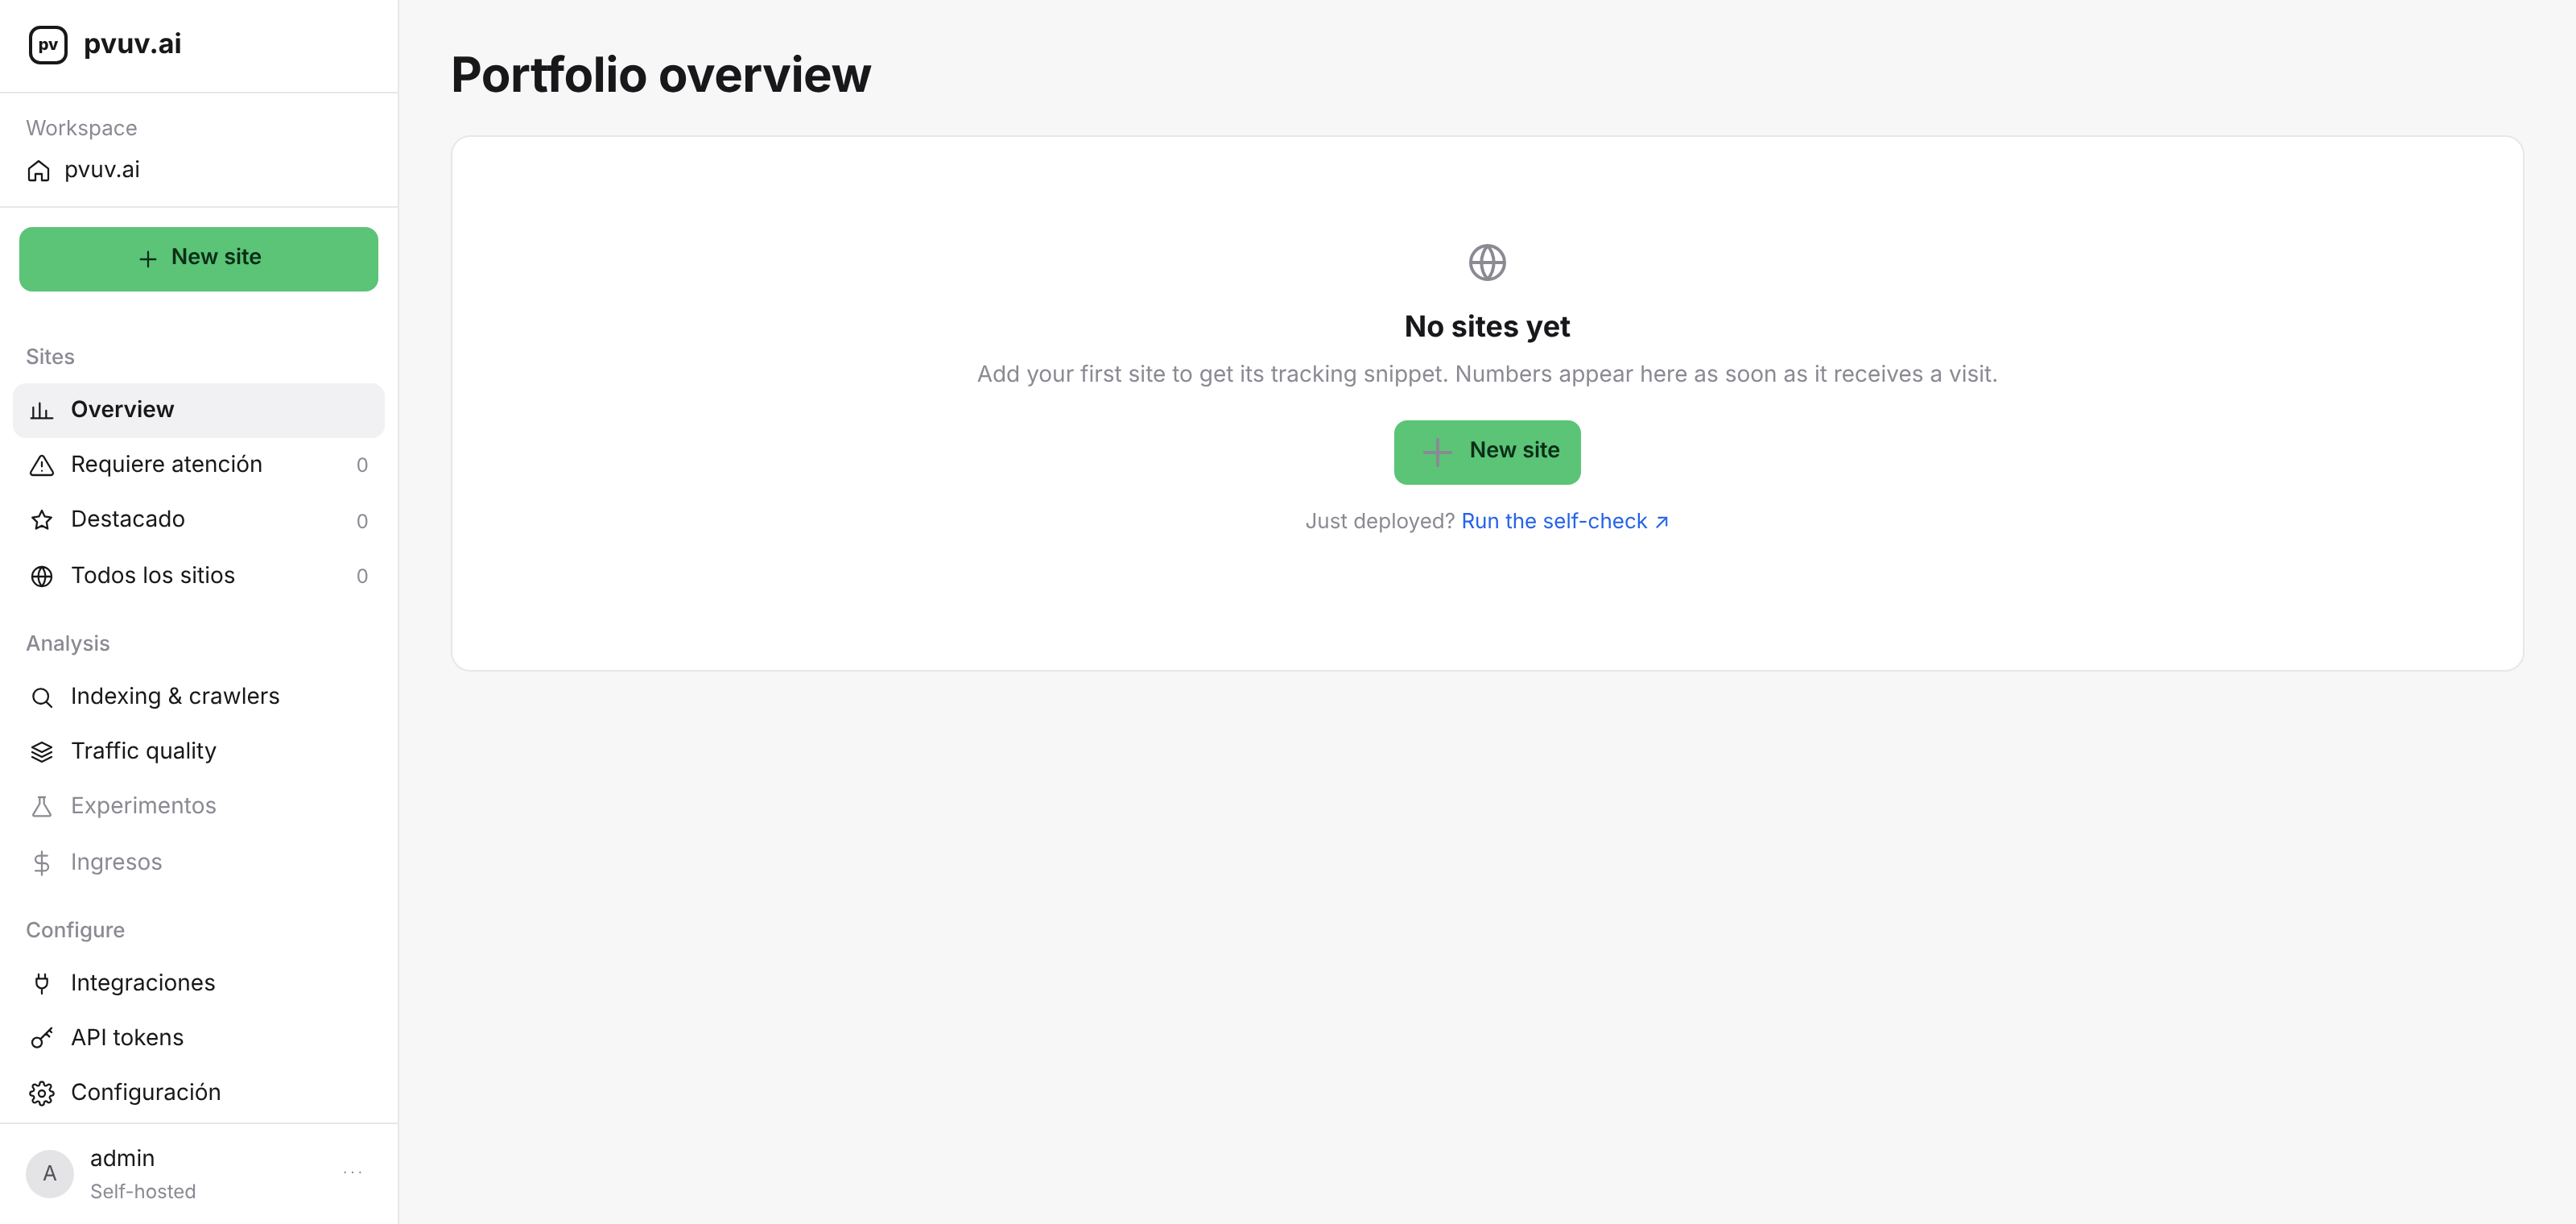 pv pvuv.ai
Workspace
pvuv.ai
New site
Sites
Overview
Requiere atención 0
Destacado 0
Todos los sitios 0
Analysis
Indexing & crawlers
Traffic quality
Experimentos
Ingresos
Configure
Integraciones
API tokens
Configuración
A admin
Self-hosted
...
Portfolio overview
No sites yet
Add your first site to get its tracking snippet. Numbers appear here as soon as it receives a visit.
New site
Just deployed? Run the self-check ↗